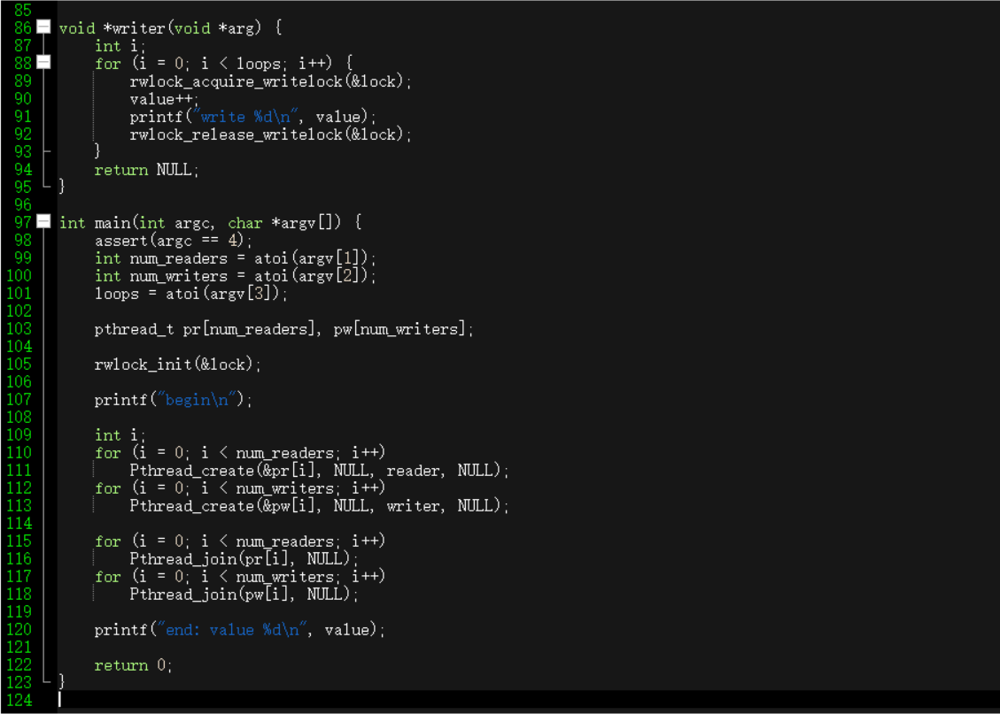 85
86 void *writer(void *arg) {
87     int i;
88     for (i = 0; i < loops; i++) {
89         rwlock_acquire_writelock(&lock);
90         value++;
91         printf("write %d\n", value);
92         rwlock_release_writelock(&lock);
93     }
94     return NULL;
95 }
96
97 int main(int argc, char *argv[]) {
98     assert(argc == 4);
99     int num_readers = atoi(argv[1]);
100     int num_writers = atoi(argv[2]);
101     loops = atoi(argv[3]);
102
103     pthread_t pr[num_readers], pw[num_writers];
104
105     rwlock_init(&lock);
106
107     printf("begin\n");
108
109     int i;
110     for (i = 0; i < num_readers; i++)
111         Pthread_create(&pr[i], NULL, reader, NULL);
112     for (i = 0; i < num_writers; i++)
113         Pthread_create(&pw[i], NULL, writer, NULL);
114
115     for (i = 0; i < num_readers; i++)
116         Pthread_join(pr[i], NULL);
117     for (i = 0; i < num_writers; i++)
118         Pthread_join(pw[i], NULL);
119
120     printf("end: value %d\n", value);
121
122     return 0;
123 }
124